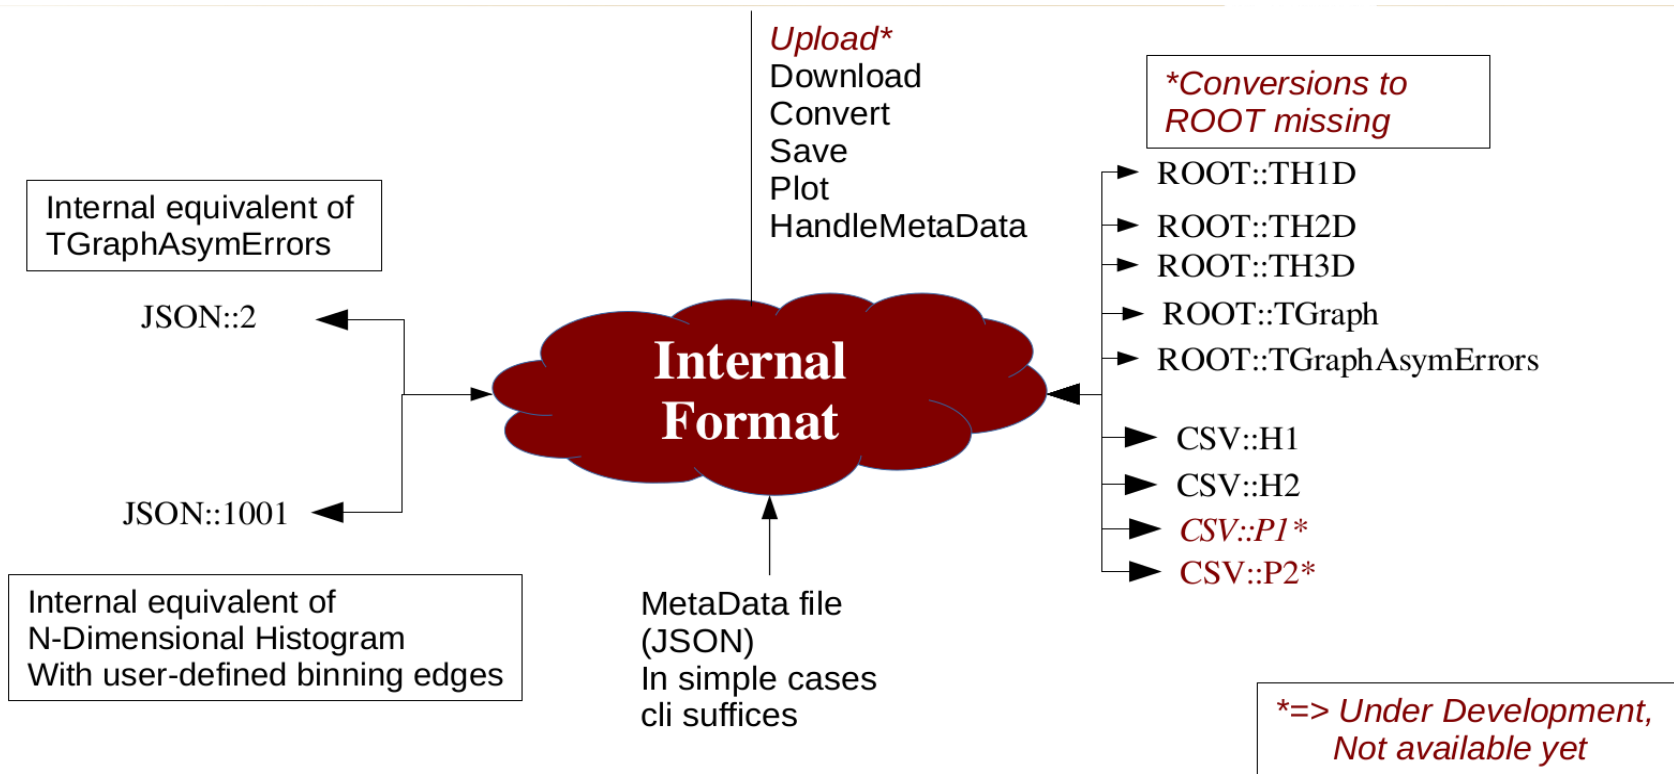 Upload*
Download
Convert
Save
Plot
HandleMetaData
*Conversions to
ROOT missing
Internal equivalent of
TGraphAsymErrors
JSON::2
JSON::1001
Internal equivalent of
N-Dimensional Histogram
With user-defined binning edges
Internal
Format
MetaData file
(JSON)
In simple cases
cli suffices
ROOT::TH1D
ROOT::TH2D
ROOT::TH3D
ROOT::TGraph
ROOT::TGraphAsymErrors
CSV::H1
CSV::H2
CSV::P1*
CSV::P2*
*=> Under Development,
Not available yet